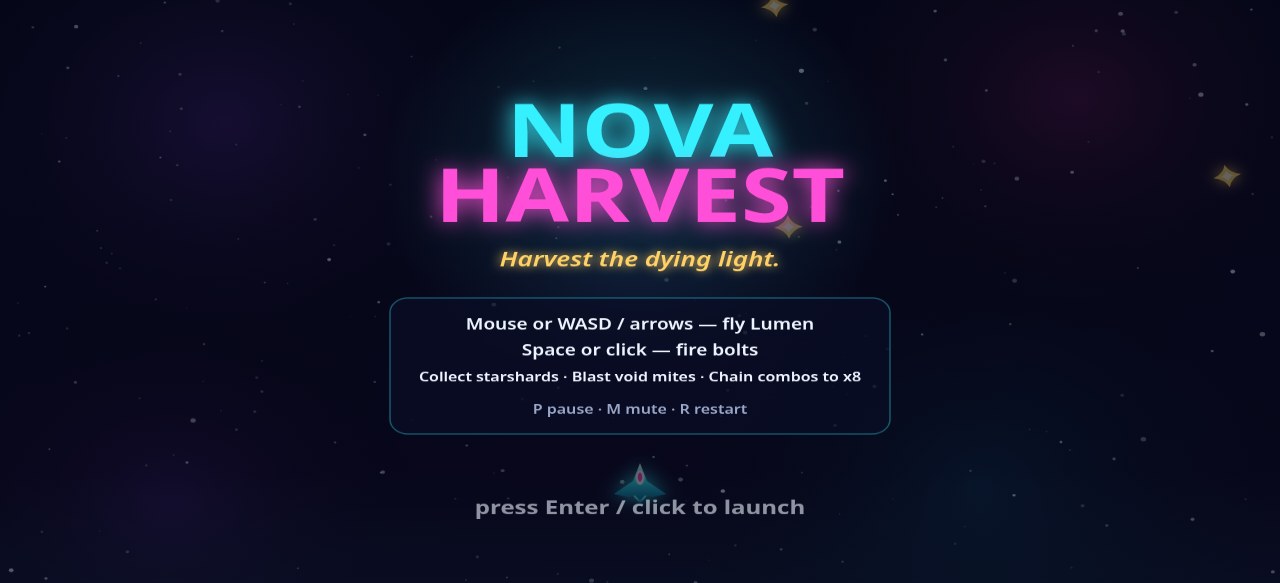 NOVA
HARVEST
Harvest the dying light.
Mouse or WASD / arrows — fly Lumen
Space or click — fire bolts
Collect starshards · Blast void mites · Chain combos to x8
P pause · M mute · R restart
press Enter / click to launch